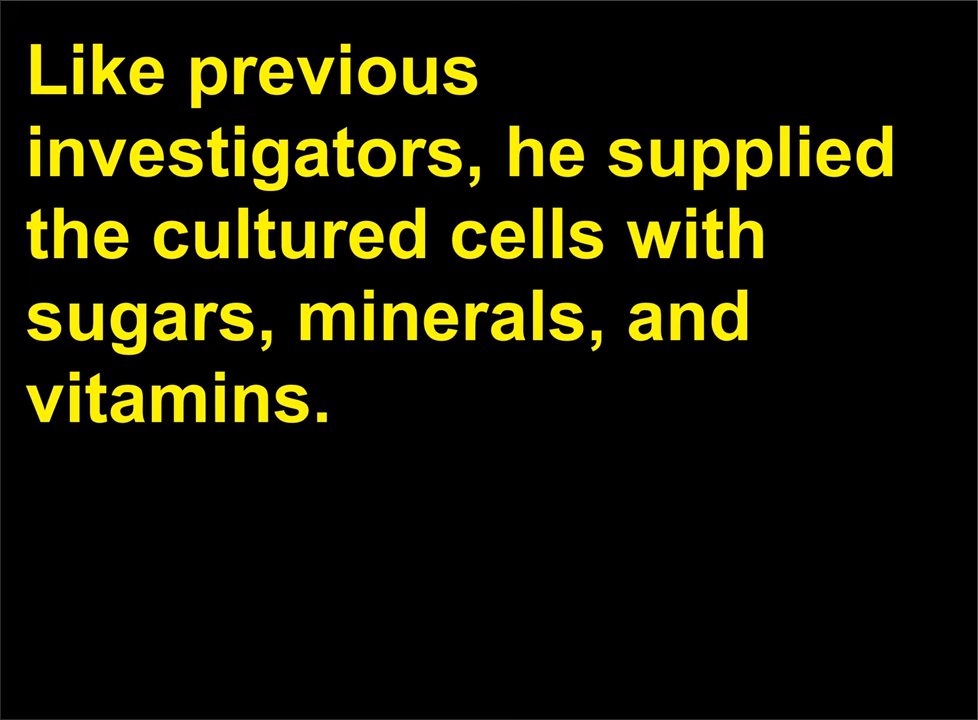 Like previous
investigators, he supplied
the cultured cells with
sugars, minerals, and
vitamins.